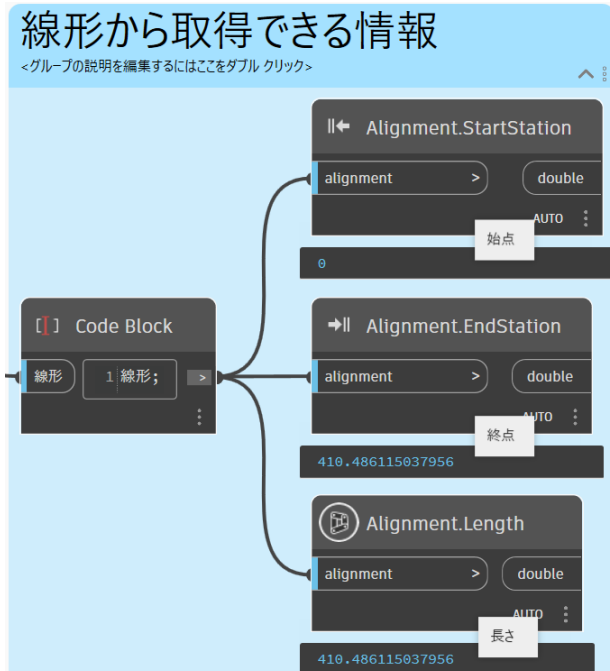 線形から取得できる情報
<グループの説明を編集するにはここをダブル クリック>
Alignment.StartStation
alignment > double
AUTO
始点
0
Code Block
線形 1 線形; >
Alignment.EndStation
alignment > double
AUTO
終点
410.486115037956
Alignment.Length
alignment > double
AUTO
長さ
410.486115037956